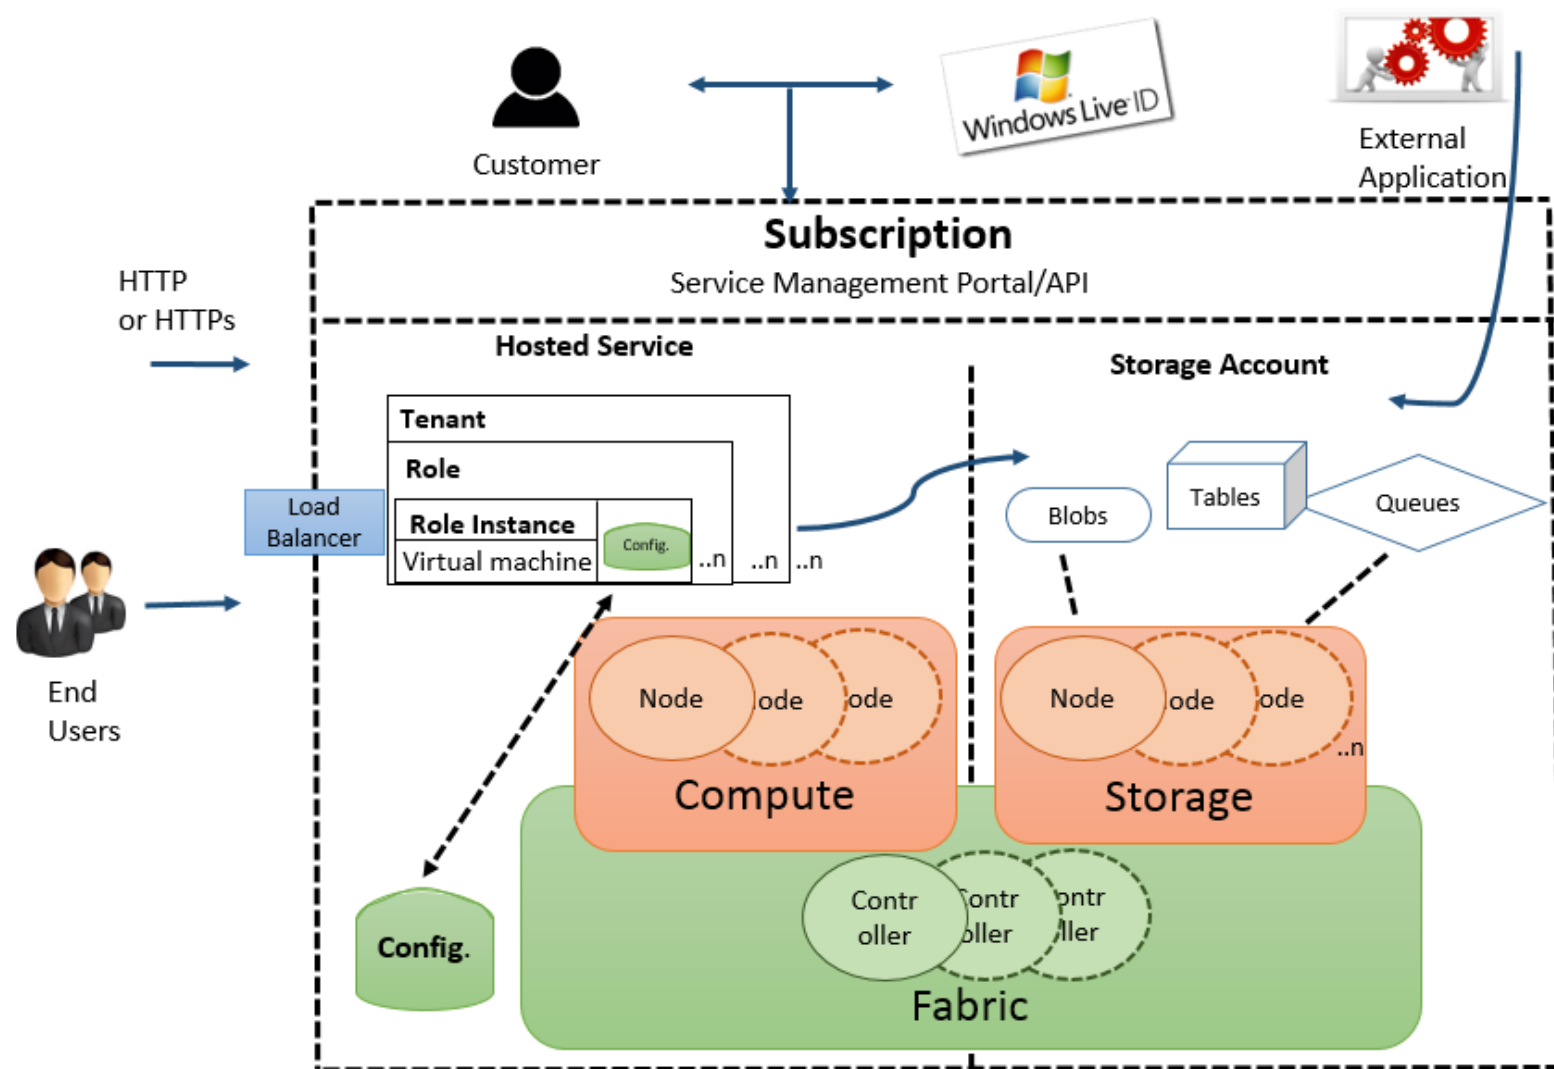 Customer
Windows Live ID
External
Application
Subscription
Service Management Portal/API
HTTP
or HTTPs
Hosted Service
Storage Account
Tenant
Role
Load
Balancer
Role Instance
Virtual machine
Config.
..n
..n
..n
Blobs
Tables
Queues
End
Users
Node
ode
ode
Compute
Node
ode
ode
..n
Storage
Config.
Contr
oller
Contr
oller
ontr
ller
Fabric